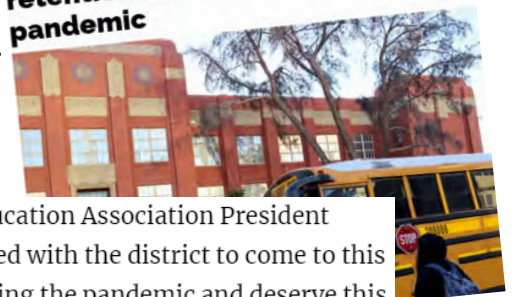 pandemic
ucation Association President
ed with the district to come to this
ing the pandemic and deserve this
STOP